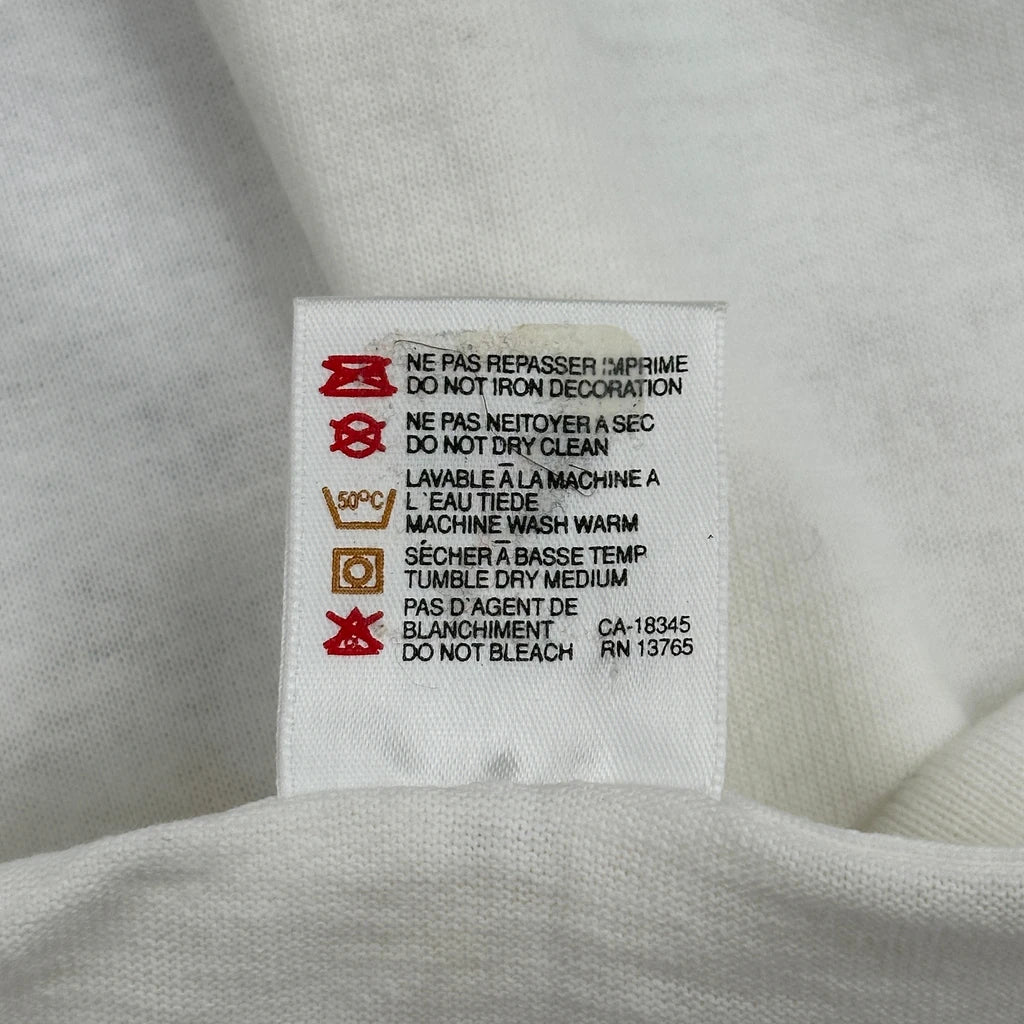 NE PAS REPASSER IMPRIME
DO NOT IRON DECORATION
NE PAS NEITOYER A SEC
DO NOT DRY CLEAN
LAVABLE Ā LA MACHINE A
50ºC L`EAU TIEDE
MACHINE WASH WARM
SÉCHER Ā BASSE TEMP
TUMBLE DRY MEDIUM
PAS D`AGENT DE
BLANCHIMENT CA-18345
DO NOT BLEACH RN 13765